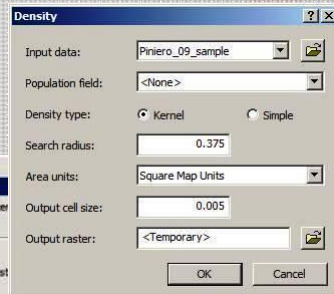 Density
Input data: Piniero_09_sample
Population field: <None>
Density type: Kernel Simple
Search radius: 0.375
Area units: Square Map Units
Output cell size: 0.005
Output raster: <Temporary>
OK Cancel